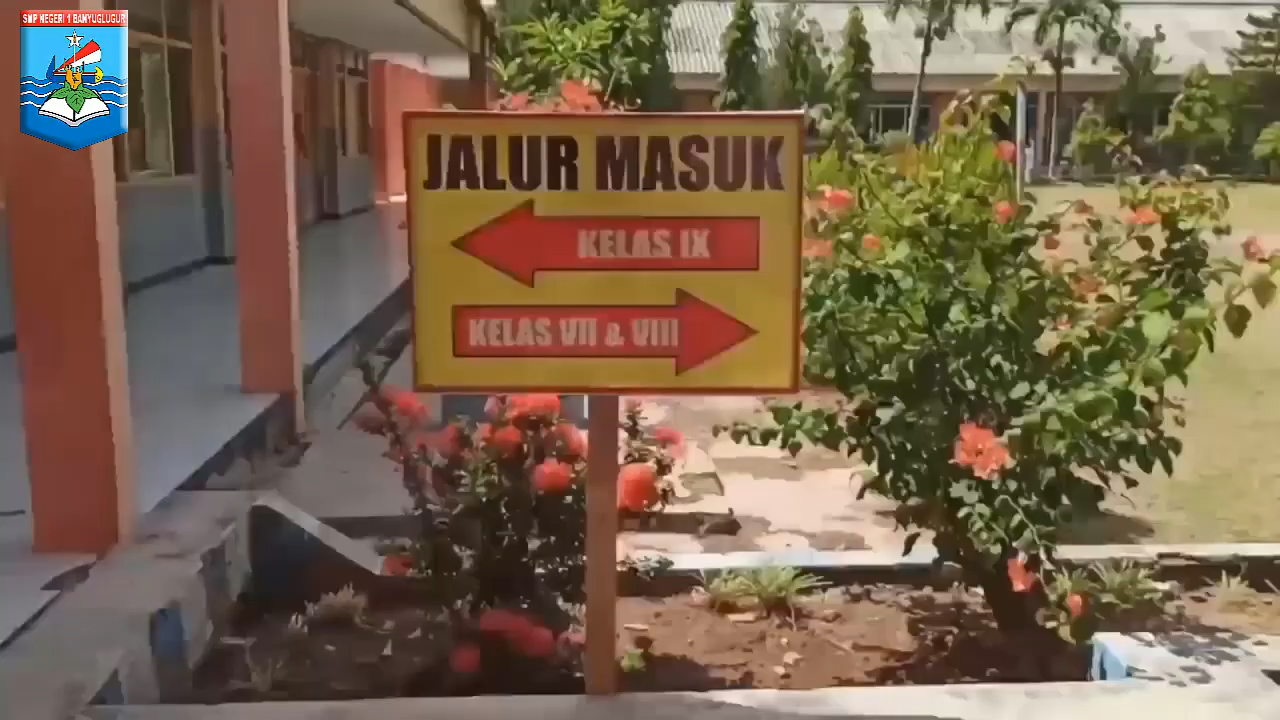 SMP NEGERI 1 BANYUGLUGUR
JALUR MASUK
KELAS IX
KELAS VII & VIII